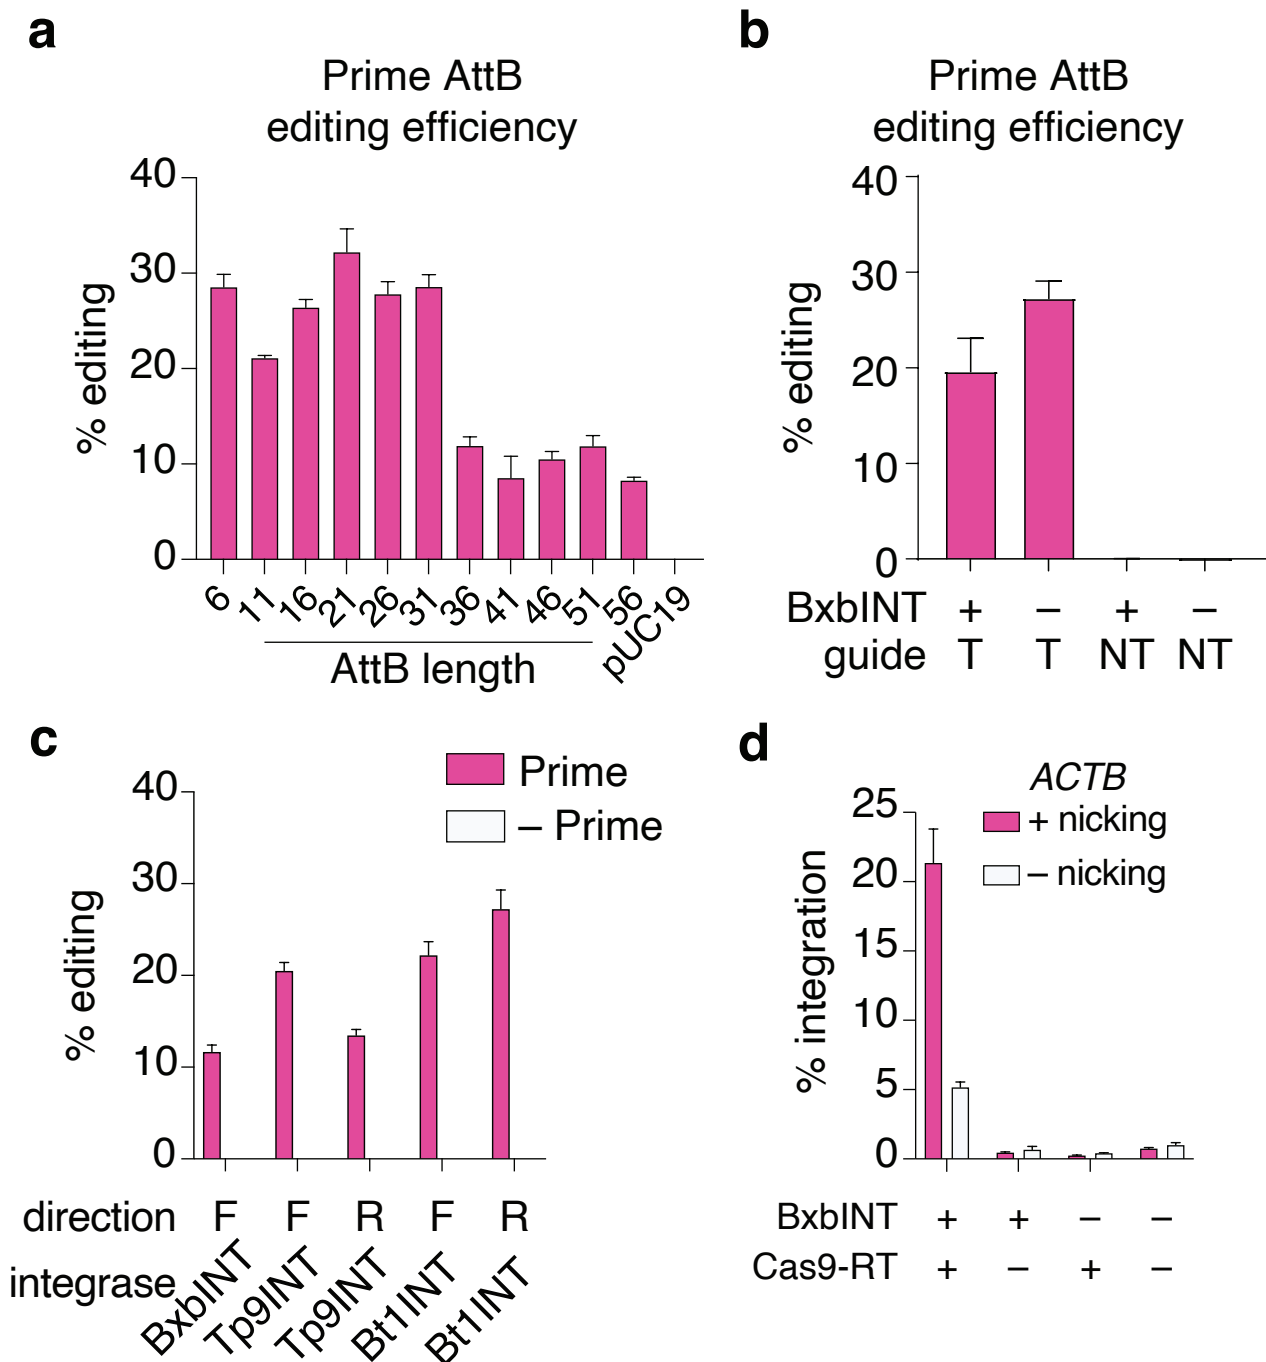 a
Prime AttB
editing efficiency
40
30
20
10
0
% editing
6 11 16 21 26 31 36 41 46 51 56 pUC19
AttB length
b
Prime AttB
editing efficiency
40
30
20
10
0
% editing
BxbINT + – + –
guide T T NT NT
c
Prime
– Prime
40
30
20
10
0
% editing
direction F F R F R
integrase BxbINT Tp9INT Tp9INT Bt1INT Bt1INT
d
ACTB
+ nicking
– nicking
25
20
15
10
5
0
% integration
BxbINT + + – –
Cas9-RT + – + –